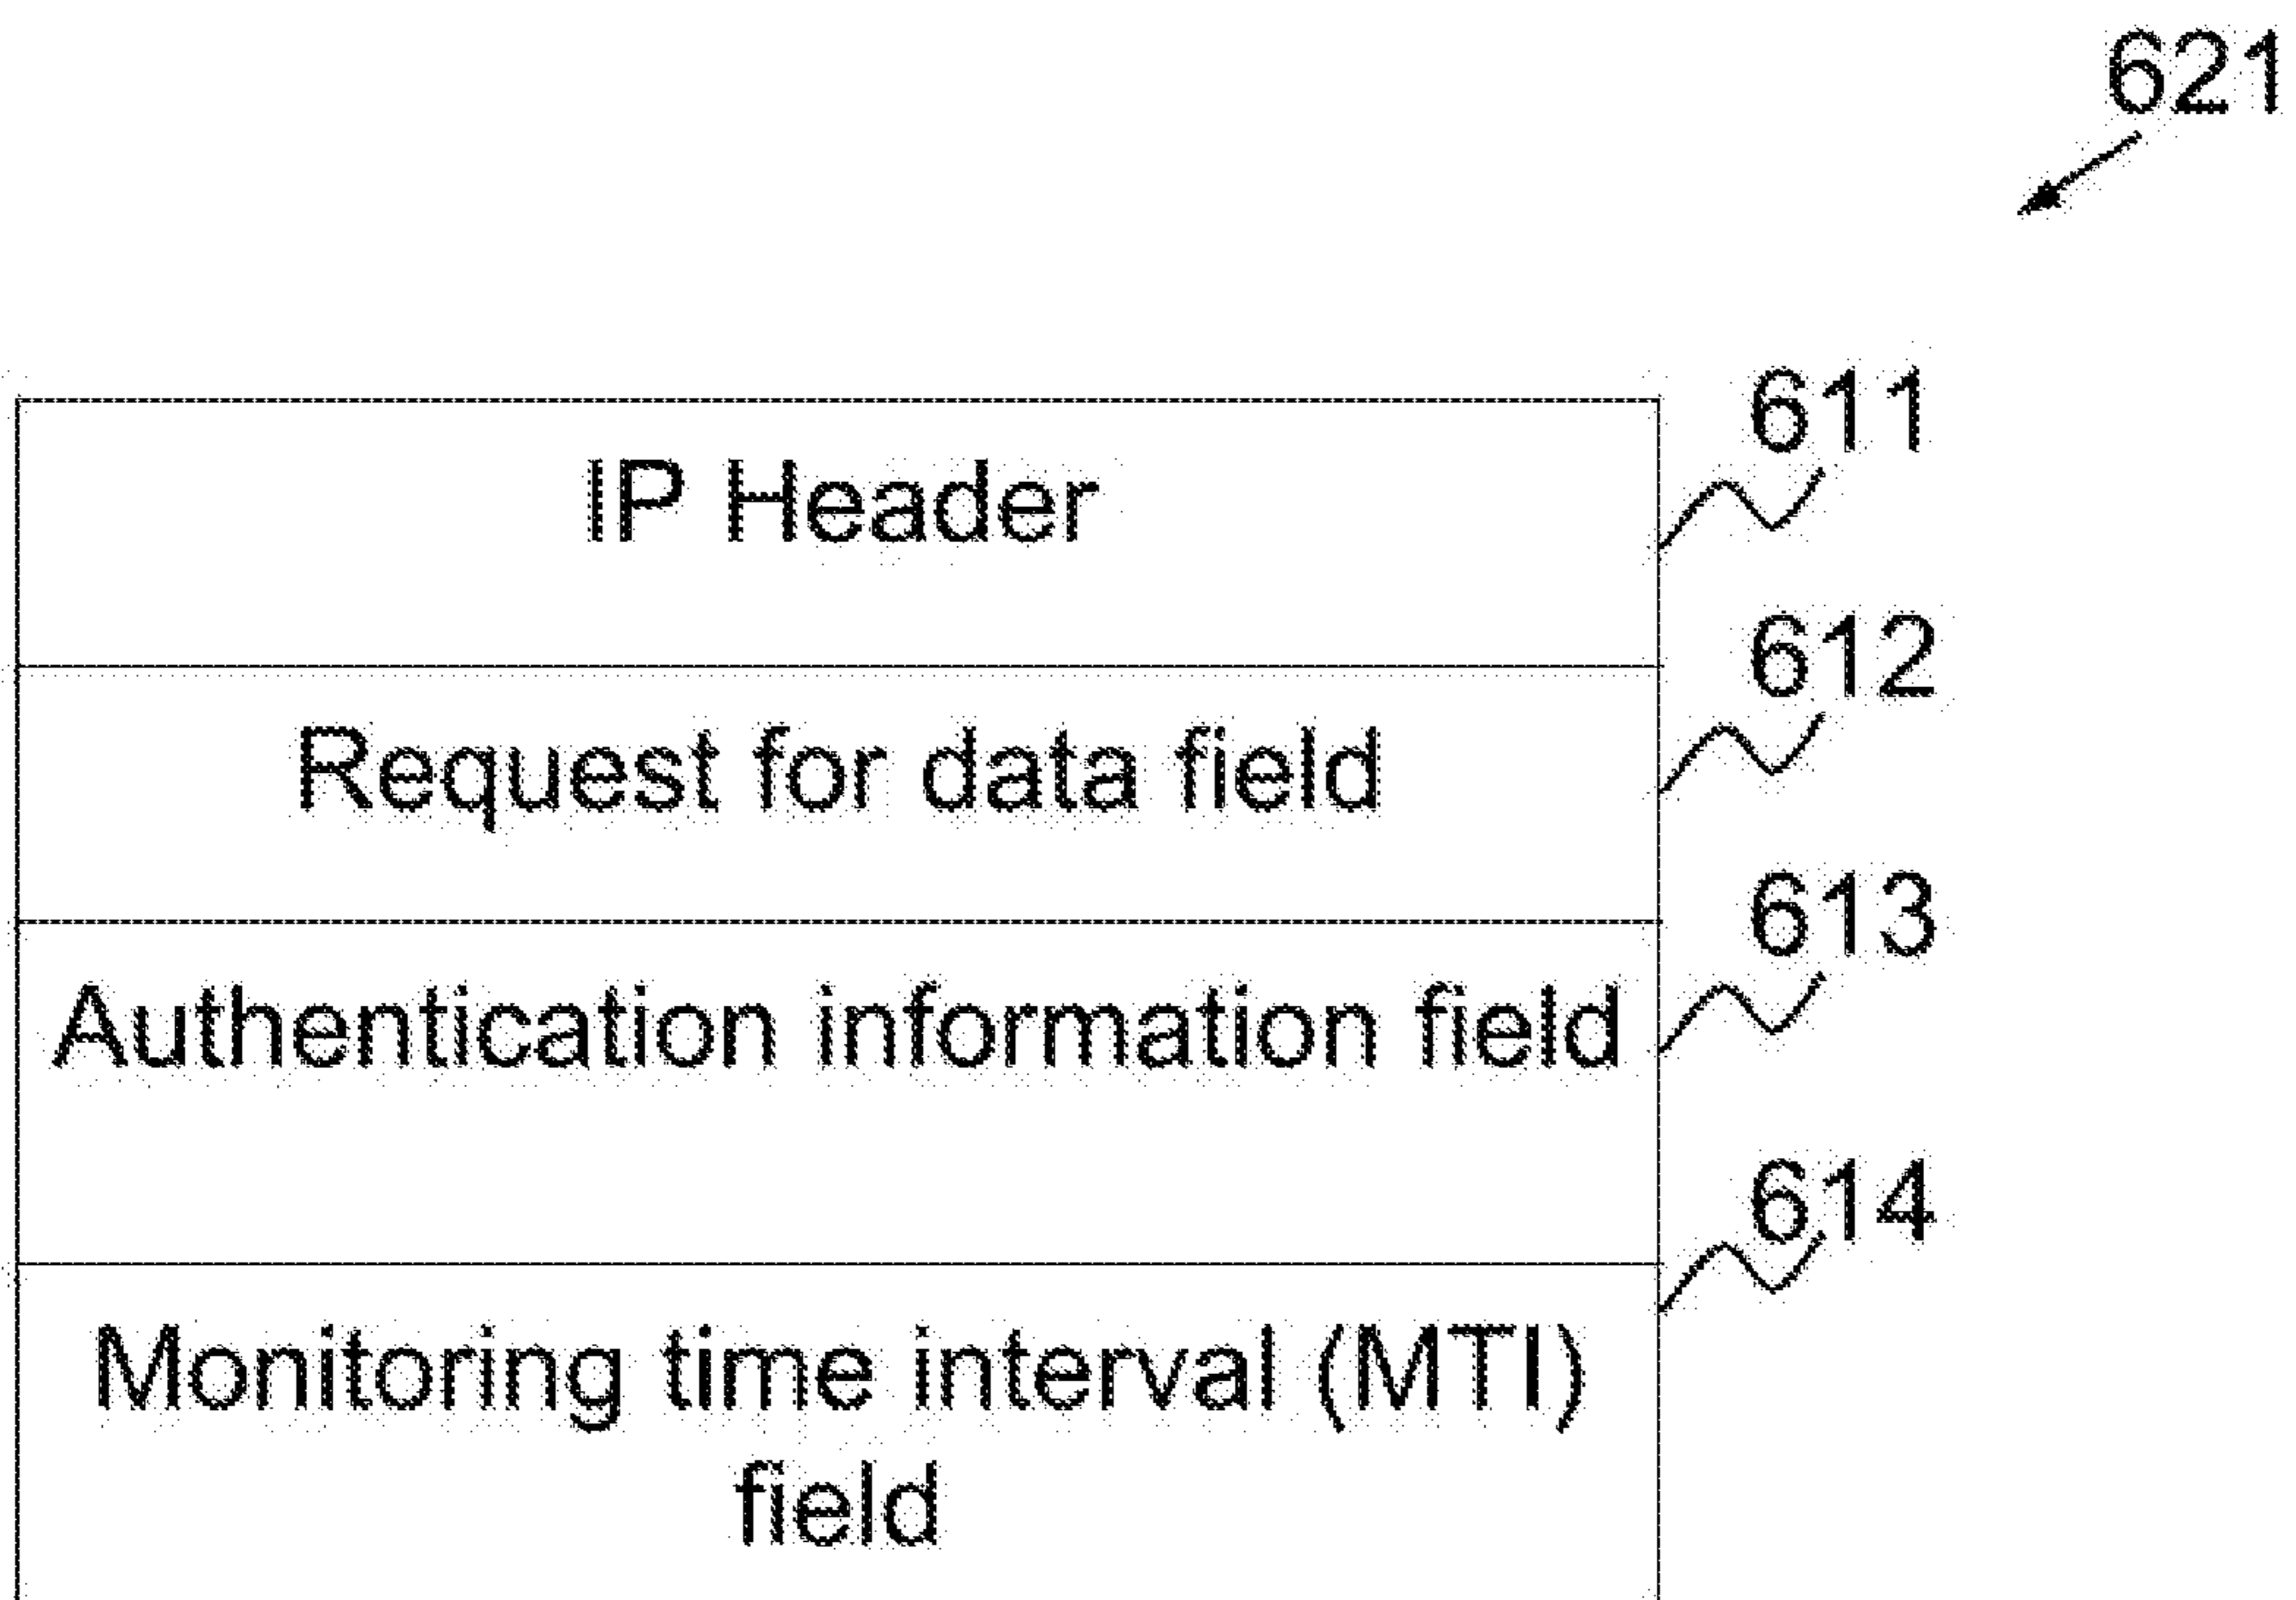 621
611
IP Header
612
Request for data field
613
Authentication information field
614
Monitoring time interval (MTI)
field